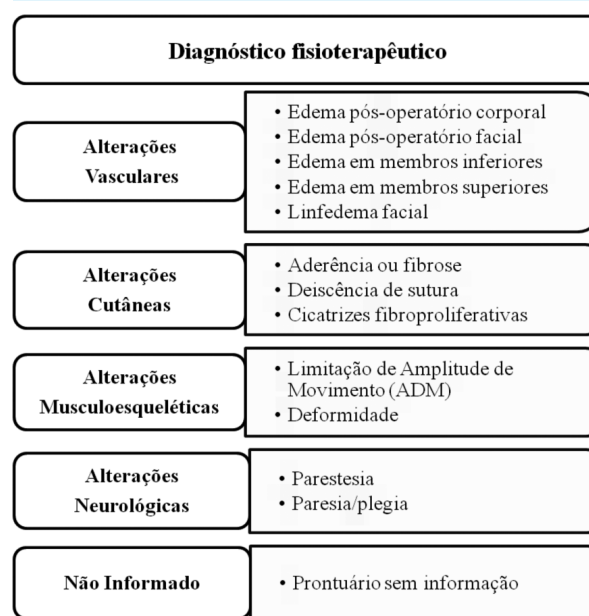 Diagnóstico fisioterapêutico
Alterações
Vasculares
• Edema pós-operatório corporal
• Edema pós-operatório facial
• Edema em membros inferiores
• Edema em membros superiores
• Linfedema facial
Alterações
Cutâneas
• Aderência ou fibrose
• Deiscência de sutura
• Cicatrizes fibroproliferativas
Alterações
Musculoesqueléticas
• Limitação de Amplitude de
Movimento (ADM)
• Deformidade
Alterações
Neurológicas
• Parestesia
• Paresia/plegia
Não Informado
• Prontuário sem informação